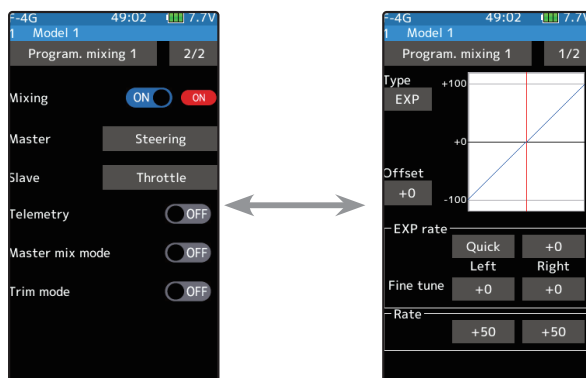 F-4G 49:02 7.7V
1 Model 1
Program. mixing 1 2/2
Mixing ON ON
Master Steering
Slave Throttle
Telemetry OFF
Master mix mode OFF
Trim mode OFF
F-4G 49:02 7.7V
1 Model 1
Program. mixing 1 1/2
Type
EXP
+100
+0
-100
Offset
+0
EXP rate
Quick +0
Left Right
Fine tune +0 +0
Rate
+50 +50